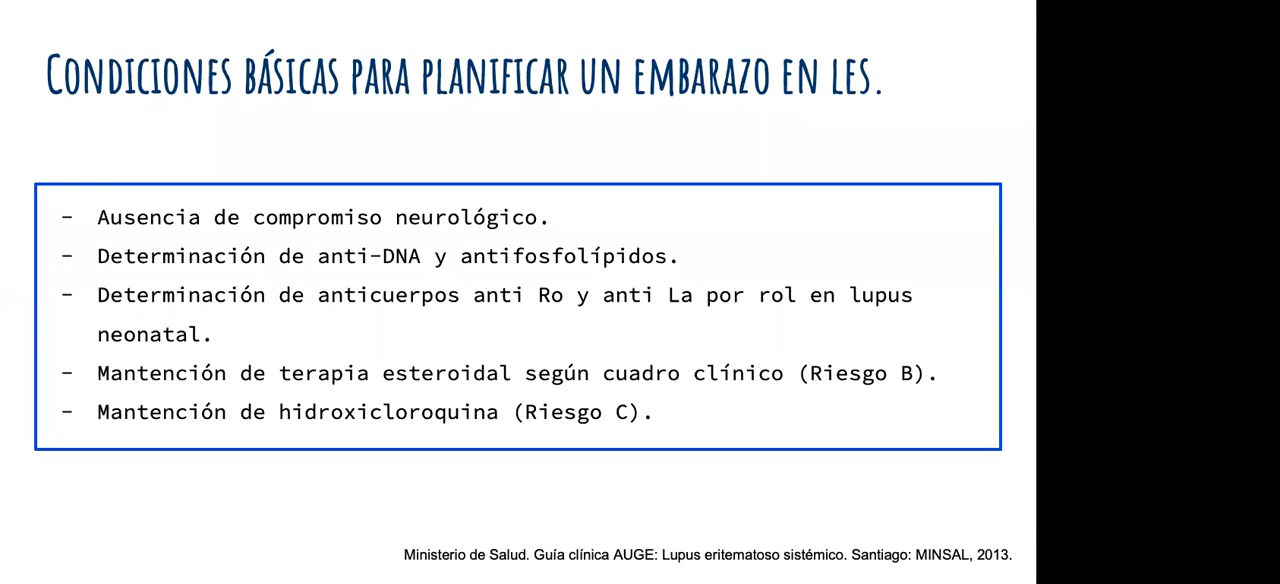 Condiciones básicas para planificar un embarazo en LES.
- Ausencia de compromiso neurológico.
- Determinación de anti-DNA y antifosfolípidos.
- Determinación de anticuerpos anti Ro y anti La por rol en lupus
neonatal.
- Mantención de terapia esteroidal según cuadro clínico (Riesgo B).
- Mantención de hidroxicloroquina (Riesgo C).
Ministerio de Salud. Guía clínica AUGE: Lupus eritematoso sistémico. Santiago: MINSAL, 2013.